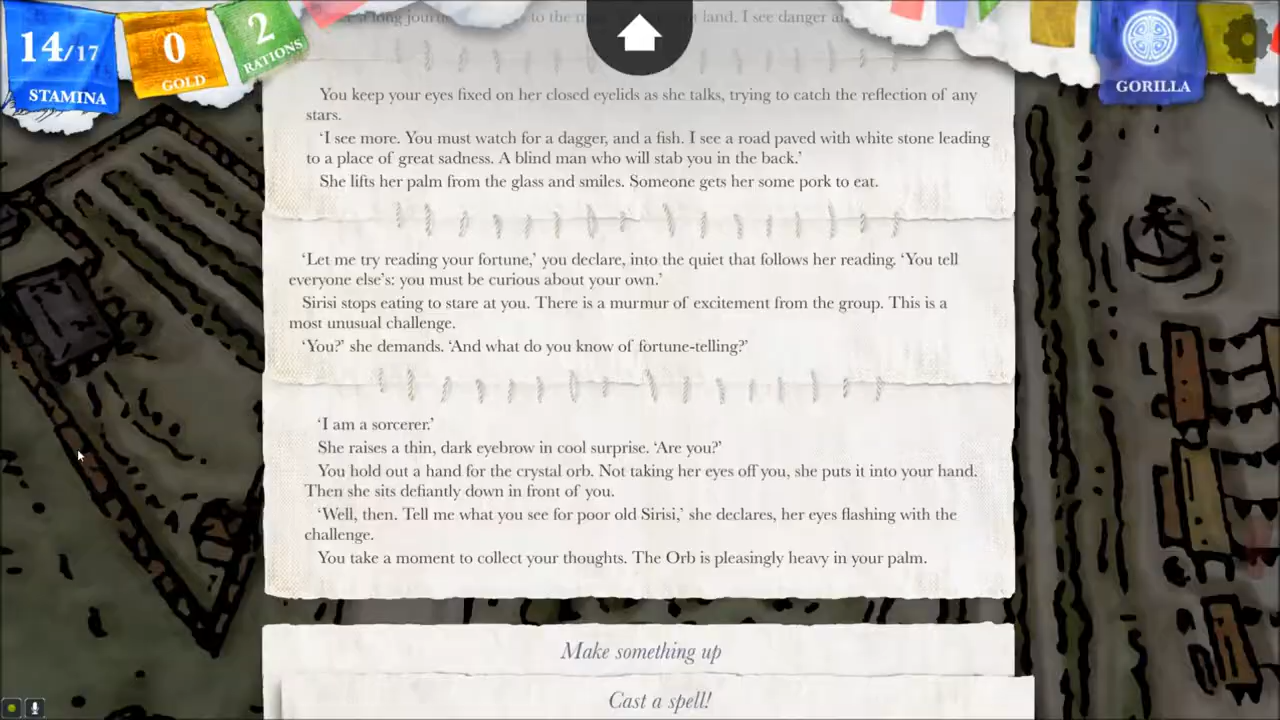 14/17
STAMINA
0
GOLD
2
RATIONS
GORILLA
a long journ
to the m
land. I see danger a
You keep your eyes fixed on her closed eyelids as she talks, trying to catch the reflection of any
stars.
‘I see more. You must watch for a dagger, and a fish. I see a road paved with white stone leading
to a place of great sadness. A blind man who will stab you in the back.’
She lifts her palm from the glass and smiles. Someone gets her some pork to eat.
‘Let me try reading your fortune,’ you declare, into the quiet that follows her reading. ‘You tell
everyone else’s: you must be curious about your own.’
Sirisi stops eating to stare at you. There is a murmur of excitement from the group. This is a
most unusual challenge.
‘You?’ she demands. ‘And what do you know of fortune-telling?’
‘I am a sorcerer.’
She raises a thin, dark eyebrow in cool surprise. ‘Are you?’
You hold out a hand for the crystal orb. Not taking her eyes off you, she puts it into your hand.
Then she sits defiantly down in front of you.
‘Well, then. Tell me what you see for poor old Sirisi,’ she declares, her eyes flashing with the
challenge.
You take a moment to collect your thoughts. The Orb is pleasingly heavy in your palm.
Make something up
Cast a spell!